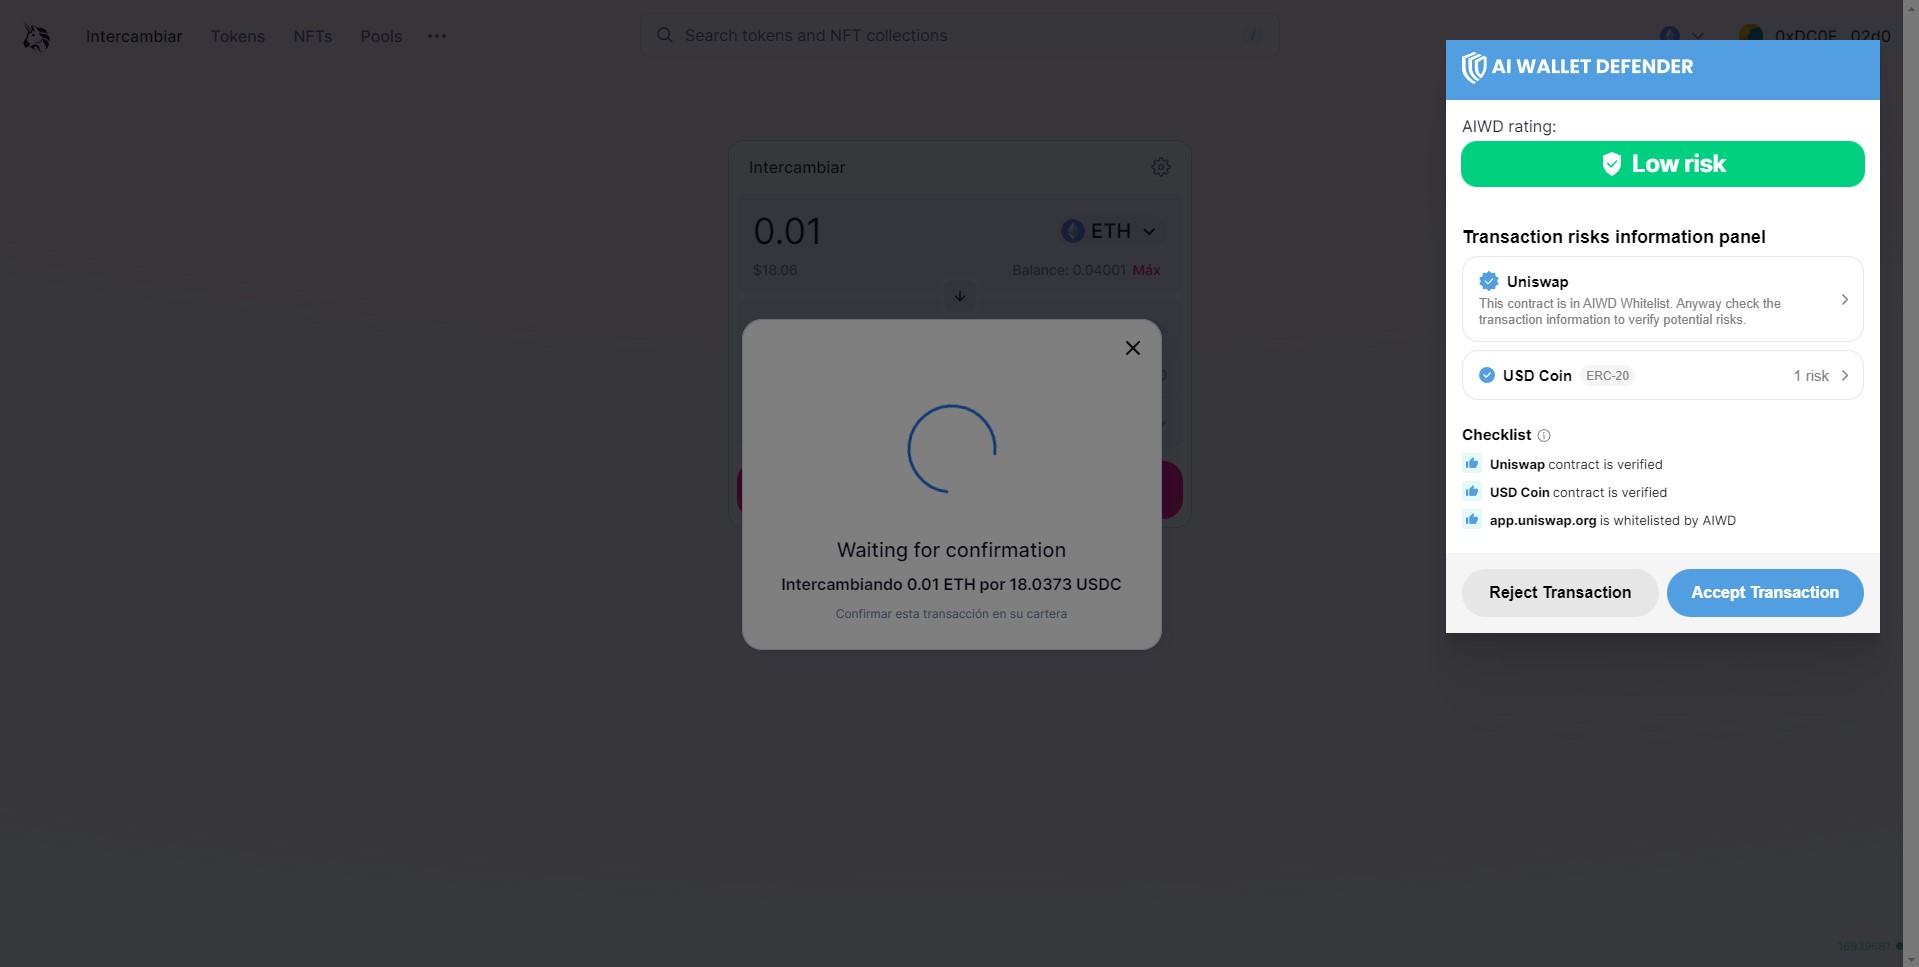 Intercambiar
Tokens
NFTs
Pools
Search tokens and NFT collections
/
0xDC0E...02d0
Intercambiar
0.01
ETH
$18.06
Balance: 0.04001 Máx
Waiting for confirmation
Intercambiando 0.01 ETH por 18.0373 USDC
Confirmar esta transacción en su cartera
AI WALLET DEFENDER
AIWD rating:
Low risk
Transaction risks information panel
Uniswap
This contract is in AIWD Whitelist. Anyway check the
transaction information to verify potential risks.
USD Coin ERC-20 1 risk
Checklist
Uniswap contract is verified
USD Coin contract is verified
app.uniswap.org is whitelisted by AIWD
Reject Transaction
Accept Transaction